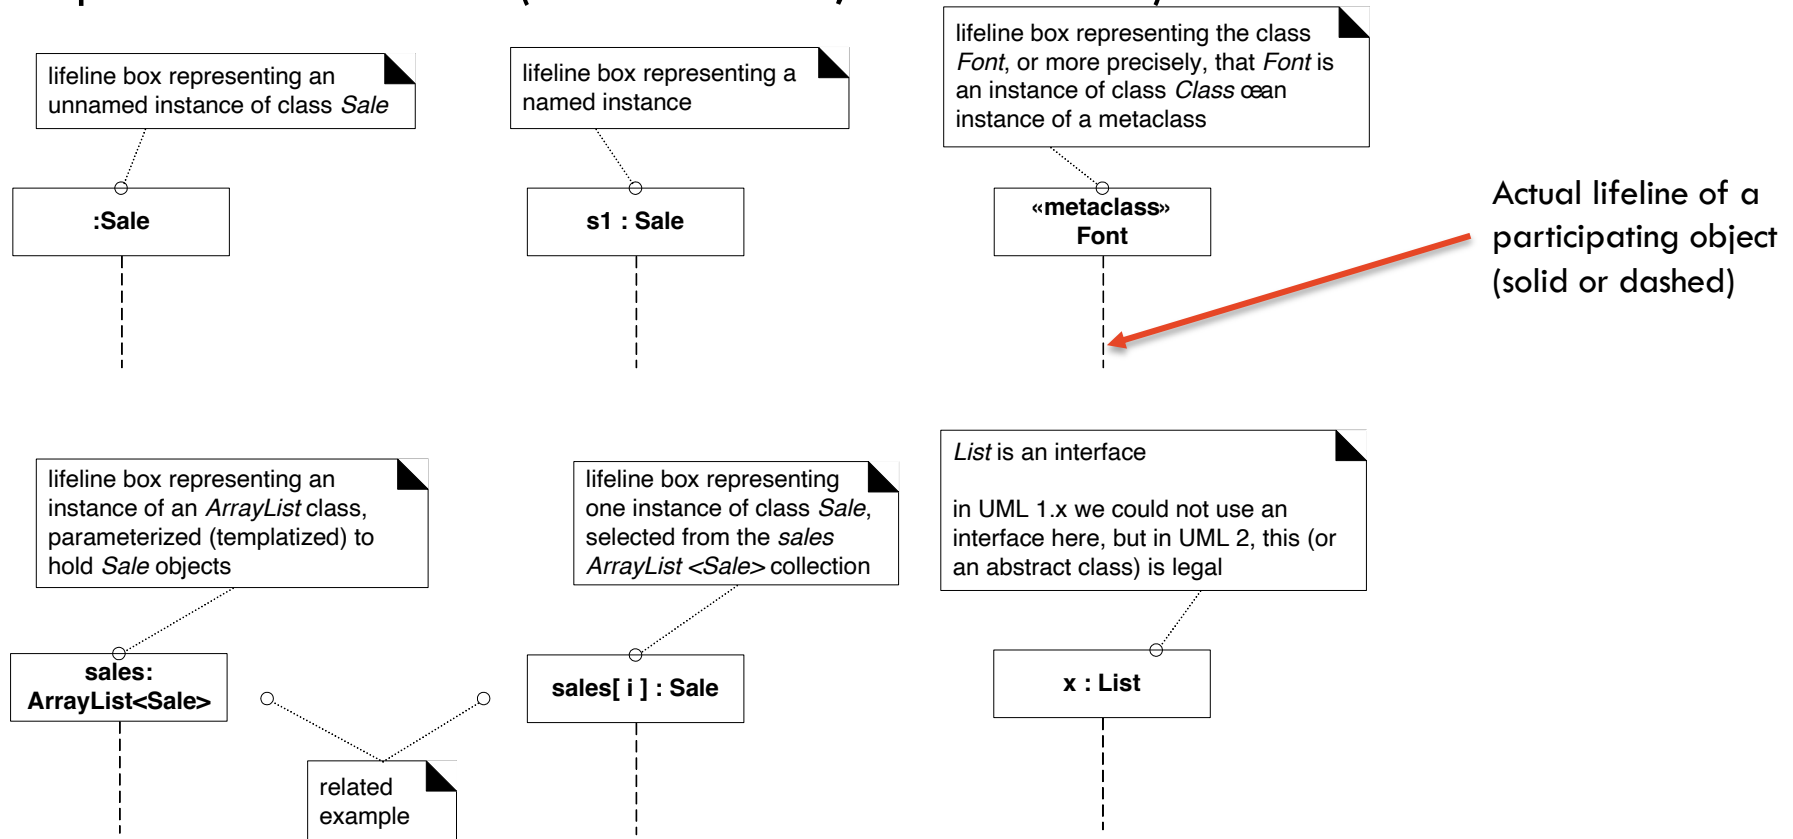 lifeline box representing an
unnamed instance of class Sale
:Sale
lifeline box representing a
named instance
s1 : Sale
lifeline box representing the class
Font, or more precisely, that Font is
an instance of class Class œan
instance of a metaclass
«metaclass»
Font
Actual lifeline of a
participating object
(solid or dashed)
lifeline box representing an
instance of an ArrayList class,
parameterized (templatized) to
hold Sale objects
sales:
ArrayList<Sale>
related
example
lifeline box representing
one instance of class Sale,
selected from the sales
ArrayList <Sale> collection
sales[ i ] : Sale
List is an interface
in UML 1.x we could not use an
interface here, but in UML 2, this (or
an abstract class) is legal
x : List